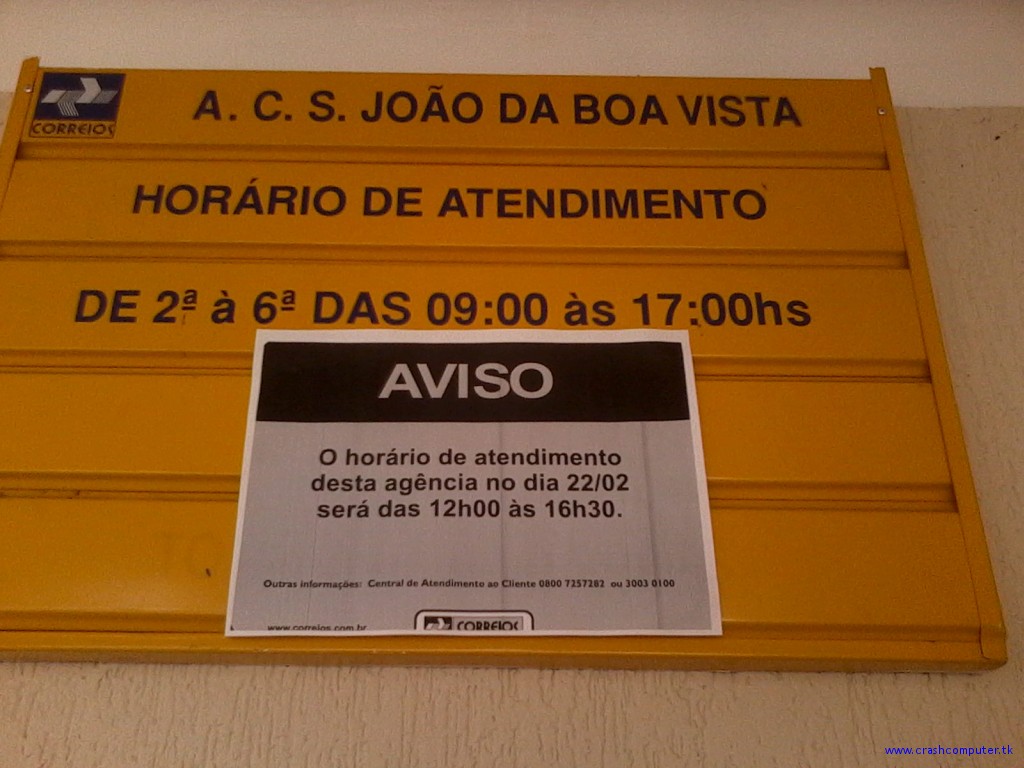 CORREIOS
A. C. S. JOÃO DA BOA VISTA
HORÁRIO DE ATENDIMENTO
DE 2ª à 6ª DAS 09:00 às 17:00hs
AVISO
O horário de atendimento
desta agência no dia 22/02
será das 12h00 às 16h30.
Outras informações: Central de Atendimento ao Cliente 0800 7257282 ou 3003 0100
www.correios.com.br
CORREIOS
www.crashcomputer.tk